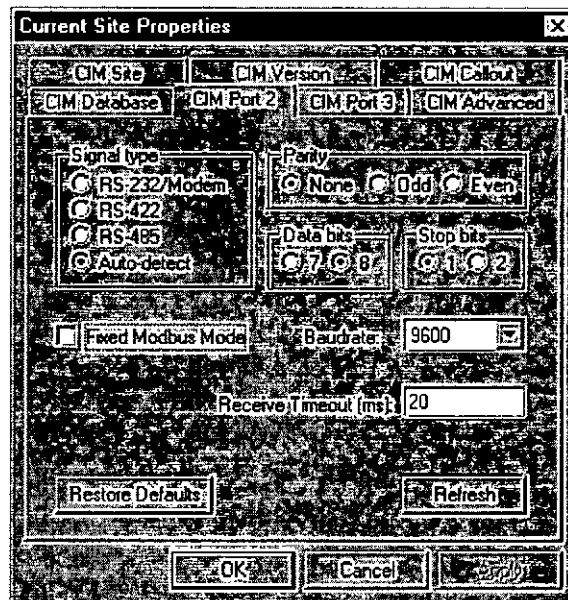 Current Site Properties
CIM Site
CIM Version
CIM Callout
CIM Database
CIM Port 2
CIM Port 3
CIM Advanced
Signal type
RS-232/Modem
RS-422
RS-485
Auto-detect
Parity
None
Odd
Even
Data bits
7
8
Stop bits
1
2
Fixed Modbus Mode
Baudrate:
9600
Receive Timeout [ms]:
20
Restore Defaults
Refresh
OK
Cancel
Apply